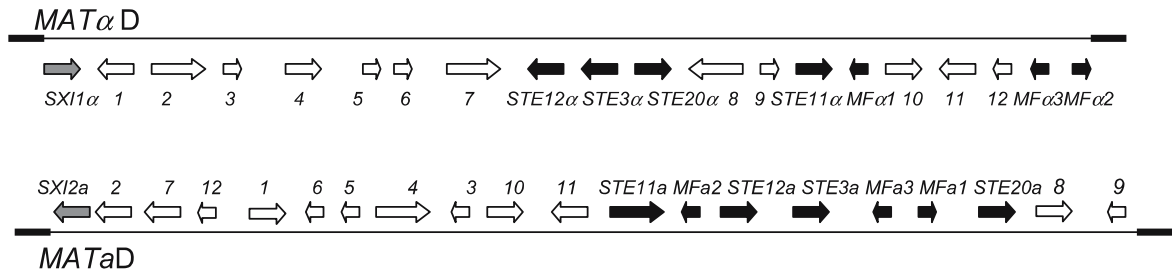 MATα D
SXI1α 1 2 3 4 5 6 7 STE12α STE3α STE20α 8 9 STE11α MFα1 10 11 12 MFα3 MFα2
SXI2a 2 7 12 1 6 5 4 3 10 11 STE11a MFa2 STE12a STE3a MFa3 MFa1 STE20a 8 9
MATaD